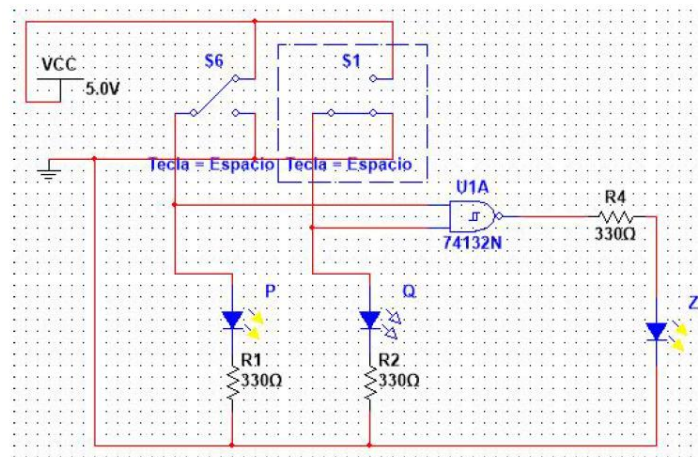 VCC
5.0V
S6
S1
Tecla = Espacio
Tecla = Espacio
U1A
74132N
R4
330Ω
P
Q
Z
R1
330Ω
R2
330Ω